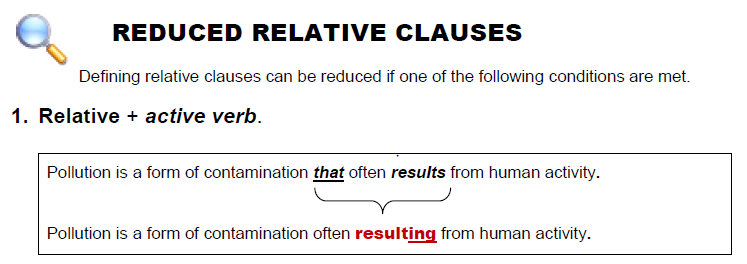 REDUCED RELATIVE CLAUSES
Defining relative clauses can be reduced if one of the following conditions are met.
1. Relative + active verb.
Pollution is a form of contamination that often results from human activity.
Pollution is a form of contamination often resulting from human activity.